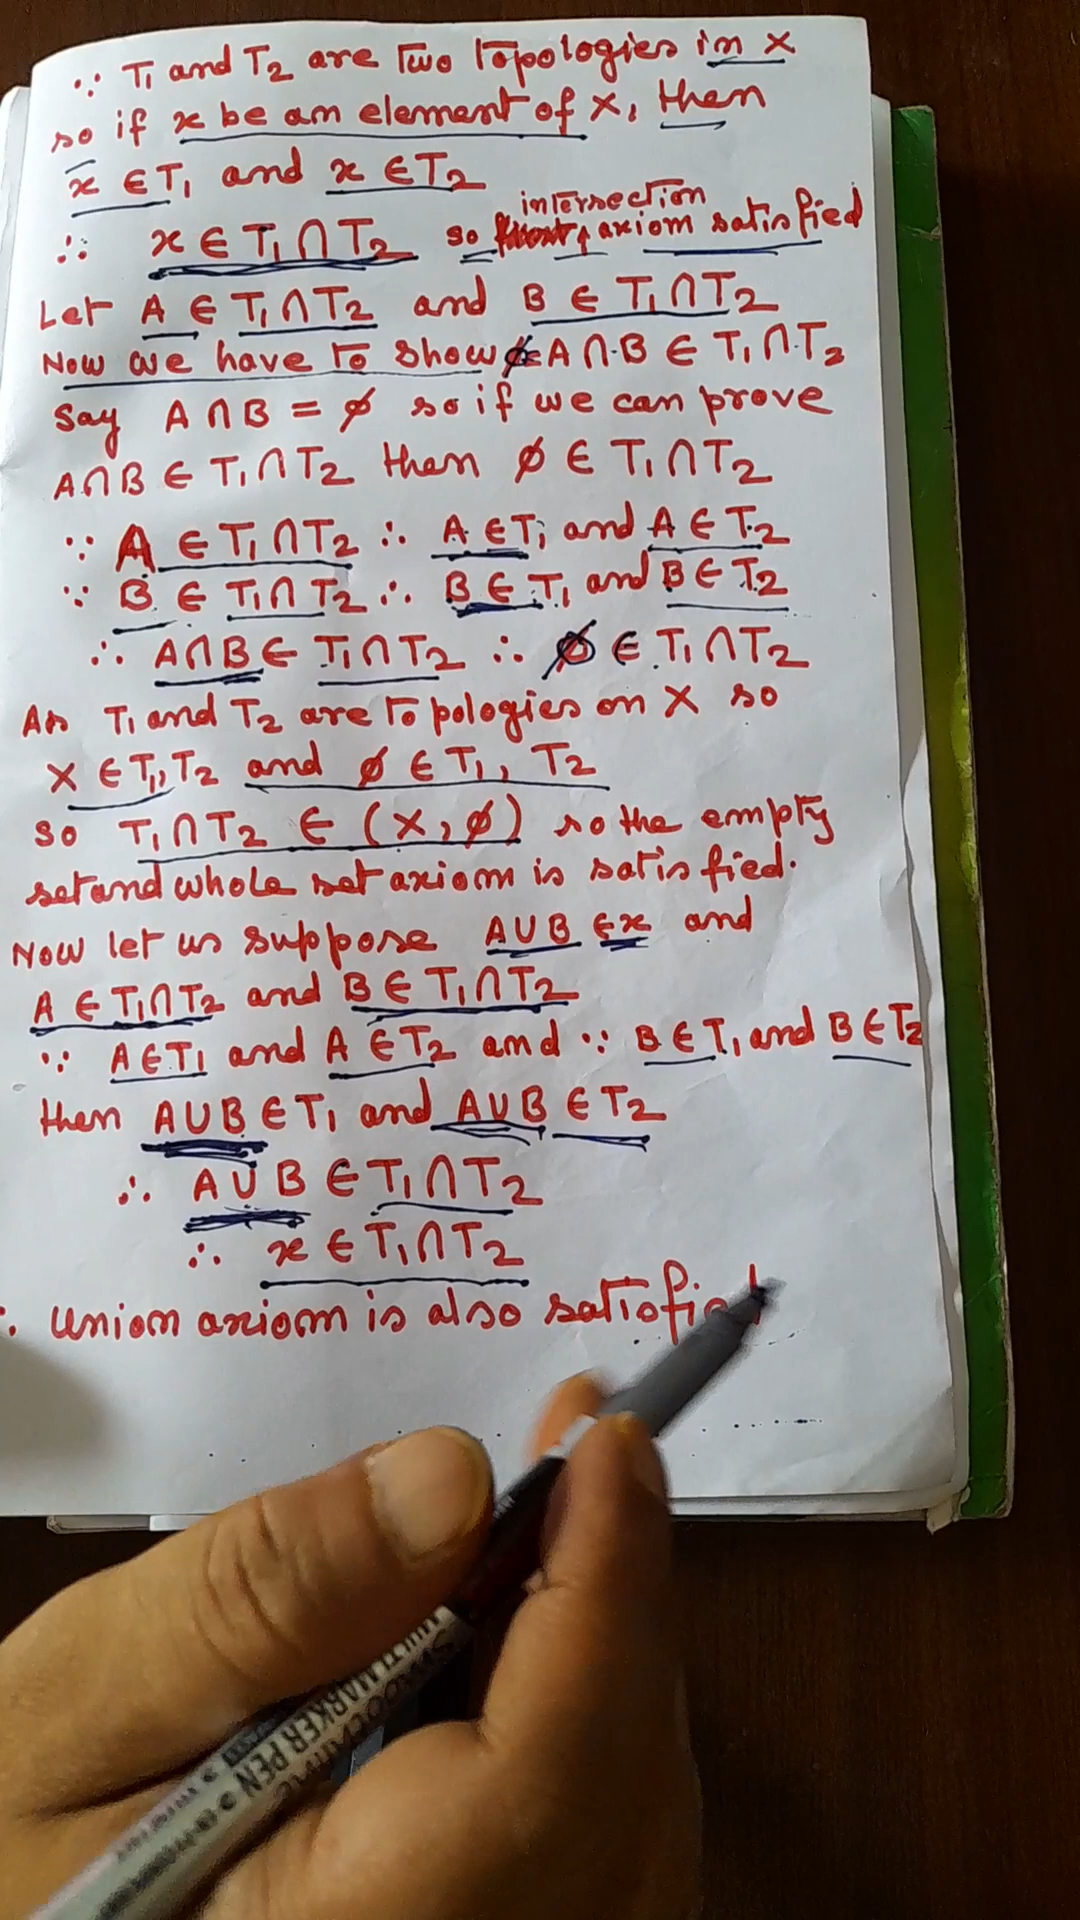 ∵ T1 and T2 are Two Topologies in X
so if x be an element of X, then
x ∈ T1 and x ∈ T2
intersection
∴ x ∈ T1 ∩ T2 so axiom satisfied
Let A ∈ T1 ∩ T2 and B ∈ T1 ∩ T2
Now we have to show A ∩ B ∈ T1 ∩ T2
Say A ∩ B = ϕ so if we can prove
A ∩ B ∈ T1 ∩ T2 then ϕ ∈ T1 ∩ T2
∵ A ∈ T1 ∩ T2 ∴ A ∈ T1 and A ∈ T2
∵ B ∈ T1 ∩ T2 ∴ B ∈ T1 and B ∈ T2
∴ A ∩ B ∈ T1 ∩ T2 ∴ ϕ ∈ T1 ∩ T2
As T1 and T2 are Topologies on X so
X ∈ T1, T2 and ϕ ∈ T1, T2
So T1 ∩ T2 ∈ (X, ϕ) so the empty
set and whole set axiom is satisfied.
Now let us suppose A ∪ B ∈ x and
A ∈ T1 ∩ T2 and B ∈ T1 ∩ T2
∵ A ∈ T1 and A ∈ T2 and ∵ B ∈ T1 and B ∈ T2
then A ∪ B ∈ T1 and A ∪ B ∈ T2
∴ A ∪ B ∈ T1 ∩ T2
∴ x ∈ T1 ∩ T2
∴ Union axiom is also satisfied
MULTI MARKER PEN